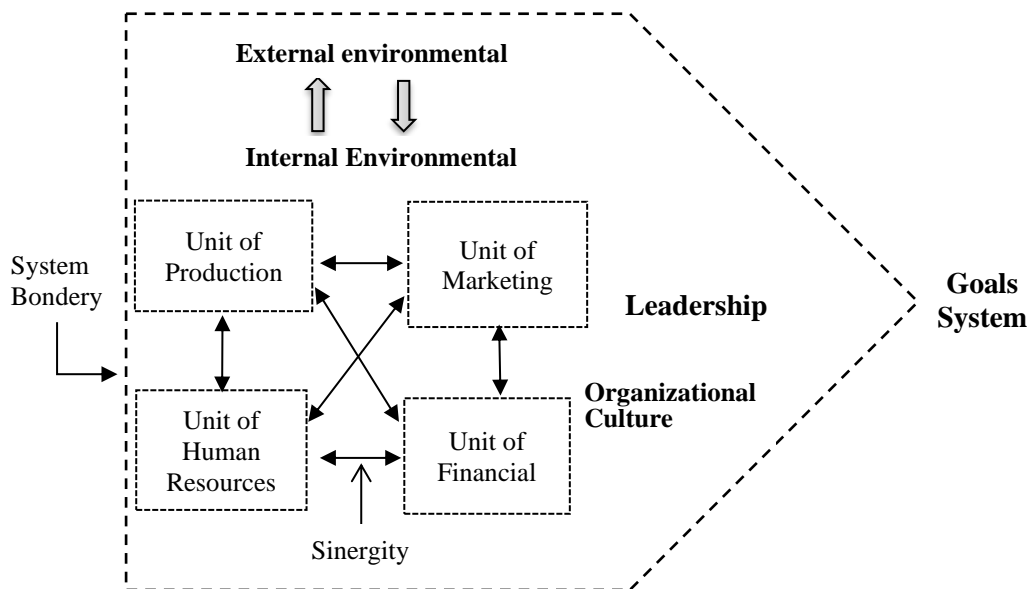 External environmental
Internal Environmental
Unit of
Production
Unit of
Marketing
System
Bondery
Leadership
Goals
System
Organizational
Culture
Unit of
Human
Resources
Unit of
Financial
Sinergity